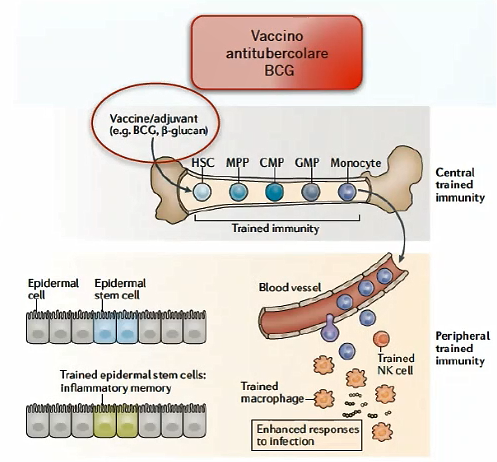 Vaccino
antitubercolare
BCG
Vaccine/adjuvant
(e.g. BCG, β-glucan)
HSC MPP CMP GMP Monocyte
Trained immunity
Central
trained
immunity
Epidermal
cell
Epidermal
stem cell
Blood vessel
Peripheral
trained
immunity
Trained
NK cell
Trained epidermal stem cells:
Inflammatory memory
Trained
macrophage
Enhanced responses
to infection